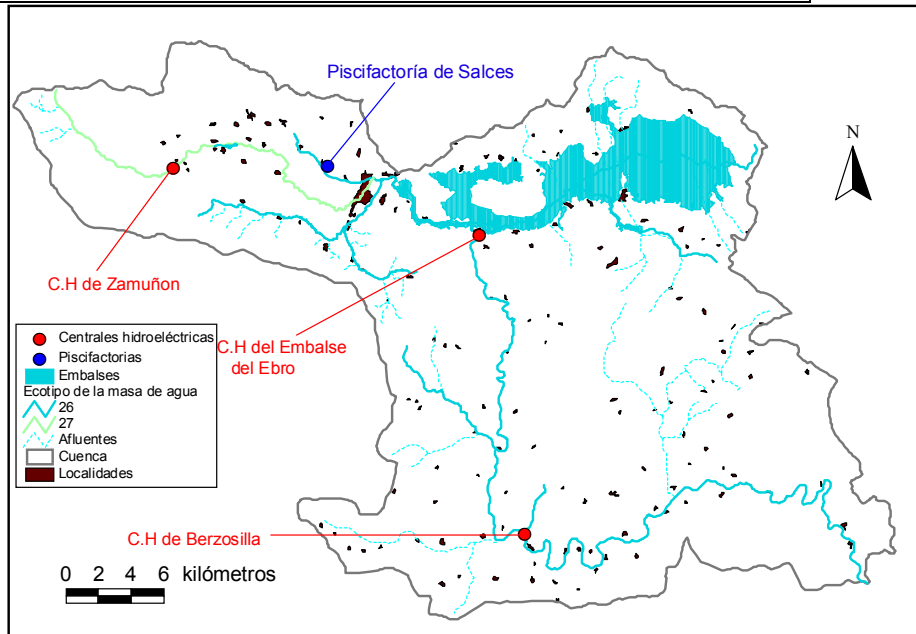 Piscifactoría de Salces
N
C.H de Zamuñon
C.H del Embalse
del Ebro
Centrales hidroeléctricas
Piscifactorias
Embalses
Ecotipo de la masa de agua
26
27
Afluentes
Cuenca
Localidades
C.H de Berzosilla
0 2 4 6 kilómetros